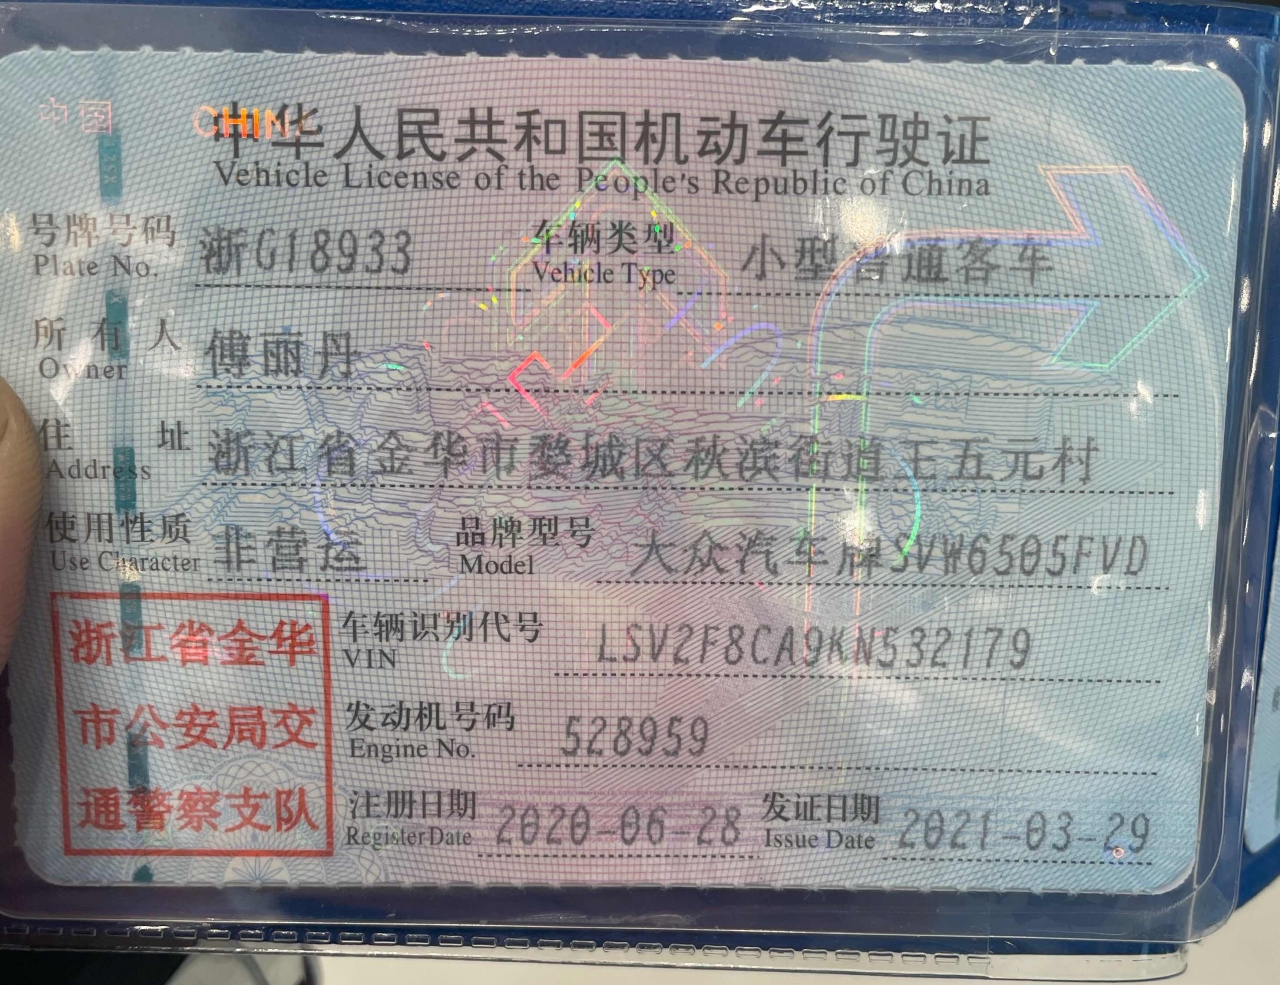 中国 CHINA
中华人民共和国机动车行驶证
Vehicle License of the People's Republic of China
号牌号码 浙G18933 车辆类型 小型普通客车
Plate No. Vehicle Type
所有人 傅丽丹
Owner
住址 浙江省金华市婺城区秋滨街道王五元村
Address
使用性质 非营运 品牌型号 大众汽车牌SVW6505FVD
Use Character Model
浙江省金华
市公安局交
通警察支队
车辆识别代号 LSV2F8CA9KN532179
VIN
发动机号码 528959
Engine No.
注册日期 2020-06-28 发证日期 2021-03-29
Register Date Issue Date